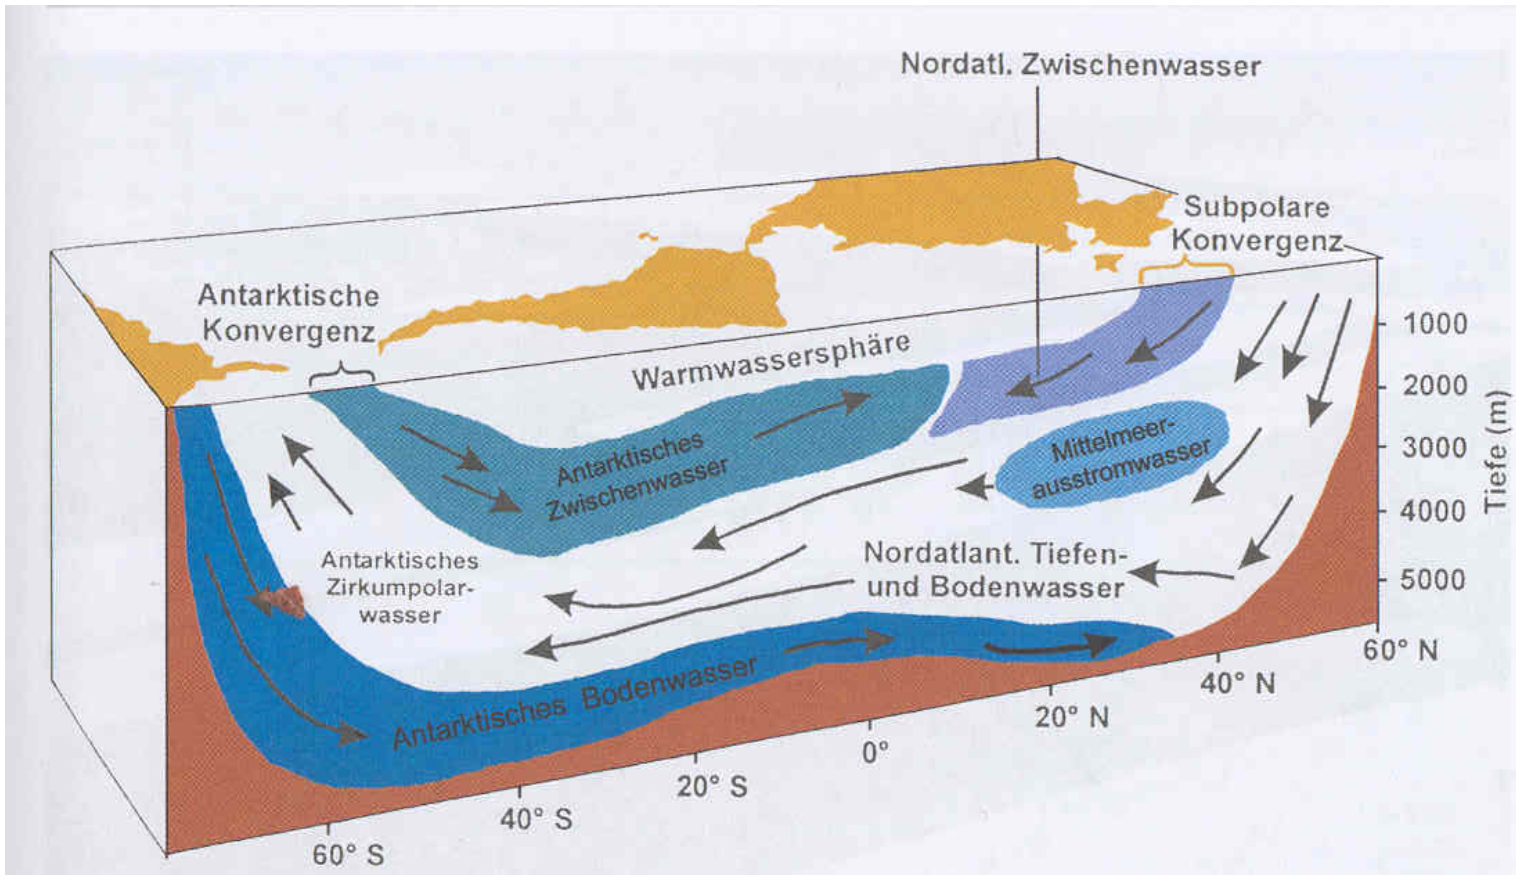 Nordatl. Zwischenwasser
Subpolare
Konvergenz
Antarktische
Konvergenz
Warmwassersphäre
1000
2000
3000
4000
5000
Tiefe (m)
Antarktisches
Zwischenwasser
Mittelmeer-
ausstromwasser
Antarktisches
Zirkumpolar-
wasser
Nordatlant. Tiefen-
und Bodenwasser
Antarktisches Bodenwasser
60° S
40° S
20° S
0°
20° N
40° N
60° N